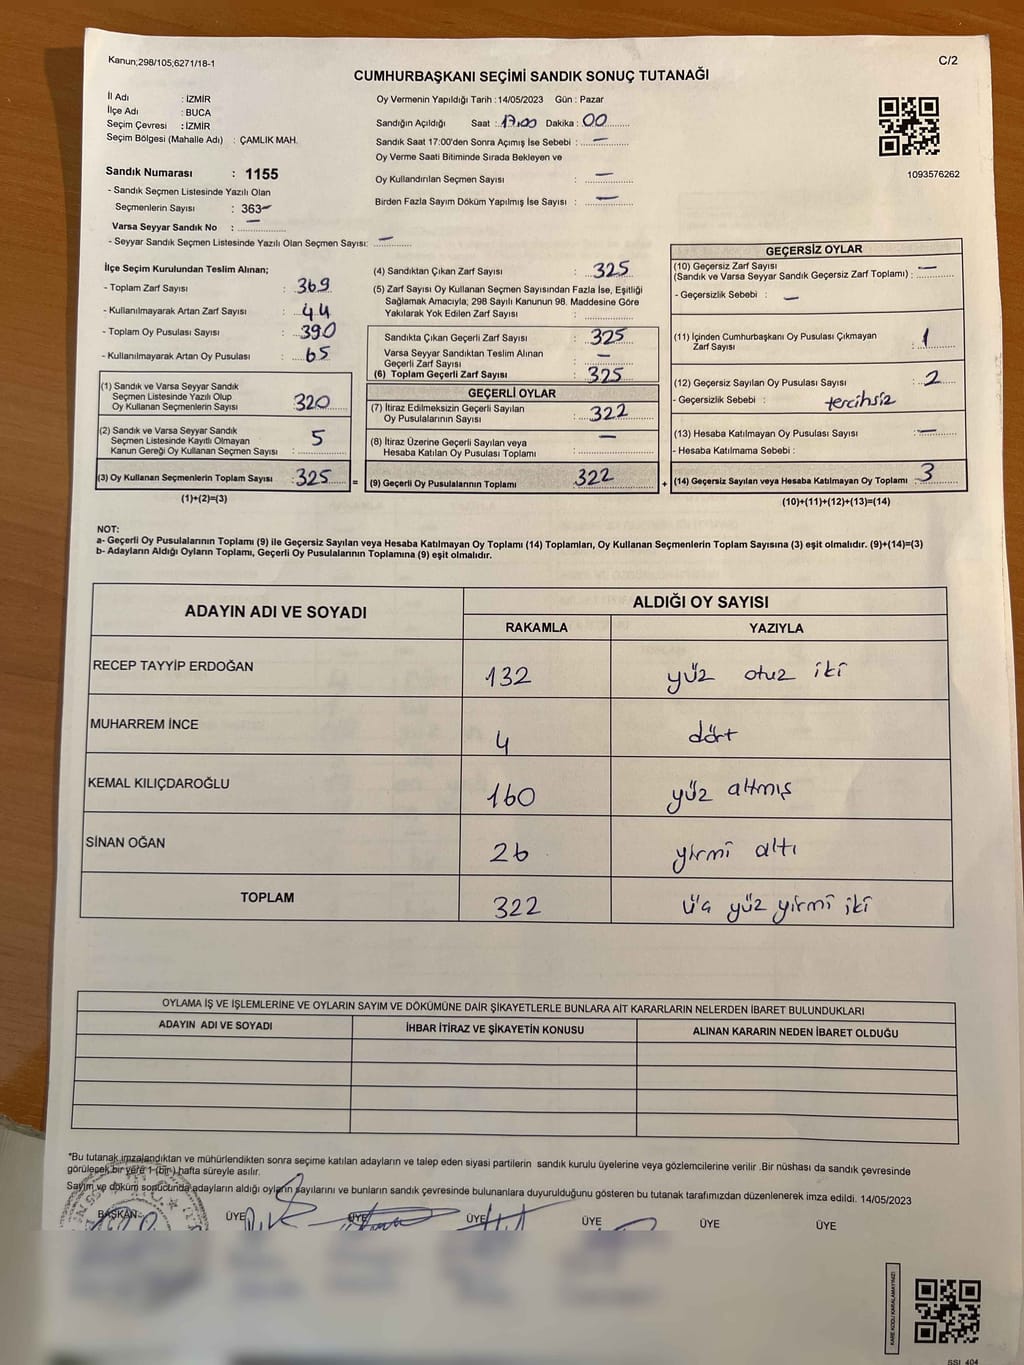 Kanun;298/105;6271/18-1
C/2
CUMHURBAŞKANI SEÇİMİ SANDIK SONUÇ TUTANAĞI
İl Adı : İZMİR
İlçe Adı : BUCA
Seçim Çevresi : İZMİR
Seçim Bölgesi (Mahalle Adı) : ÇAMLIK MAH.
Sandık Numarası : 1155
- Sandık Seçmen Listesinde Yazılı Olan
Seçmenlerin Sayısı : 363
Varsa Seyyar Sandık No : —
- Seyyar Sandık Seçmen Listesinde Yazılı Olan Seçmen Sayısı: —
Oy Vermenin Yapıldığı Tarih : 14/05/2023 Gün : Pazar
Sandığın Açıldığı Saat : 17:00 Dakika : 00
Sandık Saat 17:00'den Sonra Açımış İse Sebebi : —
Oy Verme Saati Bitiminde Sırada Bekleyen ve
Oy Kullandırılan Seçmen Sayısı : —
Birden Fazla Sayım Döküm Yapılmış İse Sayısı : —
1093576262
İlçe Seçim Kurulundan Teslim Alınan;
- Toplam Zarf Sayısı : 369
- Kullanılmayarak Artan Zarf Sayısı : 44
- Toplam Oy Pusulası Sayısı : 390
- Kullanılmayarak Artan Oy Pusulası : 65
(1) Sandık ve Varsa Seyyar Sandık
Seçmen Listesinde Yazılı Olup
Oy Kullanan Seçmenlerin Sayısı : 320
(2) Sandık ve Varsa Seyyar Sandık
Seçmen Listesinde Kayıtlı Olmayan
Kanun Gereği Oy Kullanan Seçmen Sayısı : 5
(3) Oy Kullanan Seçmenlerin Toplam Sayısı : 325
(1)+(2)=(3)
=
(4) Sandıktan Çıkan Zarf Sayısı : 325
(5) Zarf Sayısı Oy Kullanan Seçmen Sayısından Fazla İse, Eşitliği
Sağlamak Amacıyla; 298 Sayılı Kanunun 98. Maddesine Göre
Yakılarak Yok Edilen Zarf Sayısı :
Sandıkta Çıkan Geçerli Zarf Sayısı : 325
Varsa Seyyar Sandıktan Teslim Alınan
Geçerli Zarf Sayısı : —
(6) Toplam Geçerli Zarf Sayısı : 325
GEÇERLİ OYLAR
(7) İtiraz Edilmeksizin Geçerli Sayılan
Oy Pusulalarının Sayısı : 322
(8) İtiraz Üzerine Geçerli Sayılan veya
Hesaba Katılan Oy Pusulası Toplamı : —
(9) Geçerli Oy Pusulalarının Toplamı 322
+
GEÇERSİZ OYLAR
(10) Geçersiz Zarf Sayısı
(Sandık ve Varsa Seyyar Sandık Geçersiz Zarf Toplamı) : —
- Geçersizlik Sebebi : —
(11) İçinden Cumhurbaşkanı Oy Pusulası Çıkmayan
Zarf Sayısı : 1
(12) Geçersiz Sayılan Oy Pusulası Sayısı : 2
- Geçersizlik Sebebi : tercihsiz
(13) Hesaba Katılmayan Oy Pusulası Sayısı : —
- Hesaba Katılmama Sebebi :
(14) Geçersiz Sayılan veya Hesaba Katılmayan Oy Toplamı : 3
(10)+(11)+(12)+(13)=(14)
NOT:
a- Geçerli Oy Pusulalarının Toplamı (9) ile Geçersiz Sayılan veya Hesaba Katılmayan Oy Toplamı (14) Toplamları, Oy Kullanan Seçmenlerin Toplam Sayısına (3) eşit olmalıdır. (9)+(14)=(3)
b- Adayların Aldığı Oyların Toplamı, Geçerli Oy Pusulalarının Toplamına (9) eşit olmalıdır.
ADAYIN ADI VE SOYADI
ALDIĞI OY SAYISI
RAKAMLA YAZIYLA
RECEP TAYYİP ERDOĞAN 132 yüz otuz iki
MUHARREM İNCE 4 dört
KEMAL KILIÇDAROĞLU 160 yüz altmış
SİNAN OĞAN 26 yirmi altı
TOPLAM 322 üç yüz yirmi iki
OYLAMA İŞ VE İŞLEMLERİNE VE OYLARIN SAYIM VE DÖKÜMÜNE DAİR ŞİKAYETLERLE BUNLARA AİT KARARLARIN NELERDEN İBARET BULUNDUKLARI
ADAYIN ADI VE SOYADI İHBAR İTİRAZ VE ŞİKAYETİN KONUSU ALINAN KARARIN NEDEN İBARET OLDUĞU
*Bu tutanak imzalandıktan ve mühürlendikten sonra seçime katılan adayların ve talep eden siyasi partilerin sandık kurulu üyelerine veya gözlemcilerine verilir .Bir nüshası da sandık çevresinde
görülecek bir yere 1 (bir) hafta süreyle asılır.
Sayım ve döküm sonucunda adayların aldığı oyların sayılarını ve bunların sandık çevresinde bulunanlara duyurulduğunu gösteren bu tutanak tarafımızdan düzenlenerek imza edildi. 14/05/2023
BAŞKAN ÜYE ÜYE ÜYE ÜYE ÜYE ÜYE
KARE KODU KARALAMAYINIZ!
SSI_404